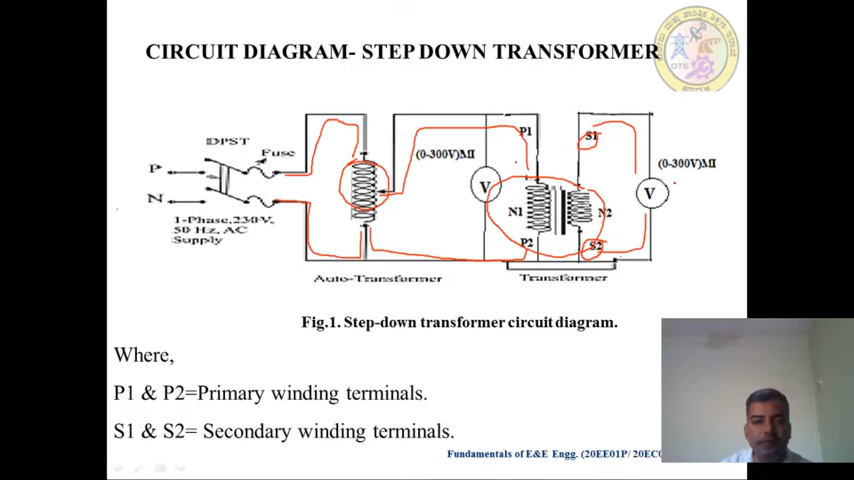 CIRCUIT DIAGRAM- STEP DOWN TRANSFORMER
DTE
DPST
Fuse
P
N
1-Phase,230V,
50 Hz, AC
Supply
(0-300V)MI
V
P1
N1
P2
S1
N2
S2
(0-300V)MI
V
Auto-Transformer
Transformer
Fig.1. Step-down transformer circuit diagram.
Where,
P1 & P2=Primary winding terminals.
S1 & S2= Secondary winding terminals.
Fundamentals of E&E Engg. (20EE01P/ 20EC0